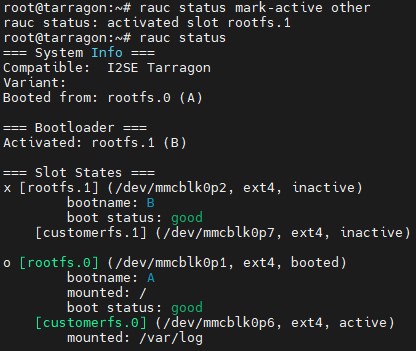 root@tarragon:~# rauc status mark-active other
rauc status: activated slot rootfs.1
root@tarragon:~# rauc status
=== System Info ===
Compatible:  I2SE Tarragon
Variant:
Booted from: rootfs.0 (A)

=== Bootloader ===
Activated: rootfs.1 (B)

=== Slot States ===
x [rootfs.1] (/dev/mmcblk0p2, ext4, inactive)
        bootname: B
        boot status: good
    [customerfs.1] (/dev/mmcblk0p7, ext4, inactive)

o [rootfs.0] (/dev/mmcblk0p1, ext4, booted)
        bootname: A
        mounted: /
        boot status: good
    [customerfs.0] (/dev/mmcblk0p6, ext4, active)
        mounted: /var/log